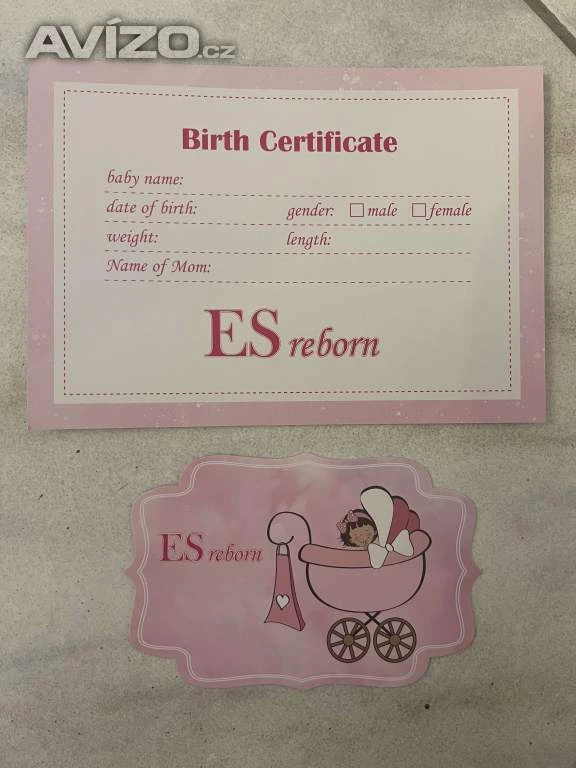 AVÍZO.cz
Birth Certificate
baby name:
date of birth: gender: male female
weight: length:
Name of Mom:
ES reborn
ES reborn